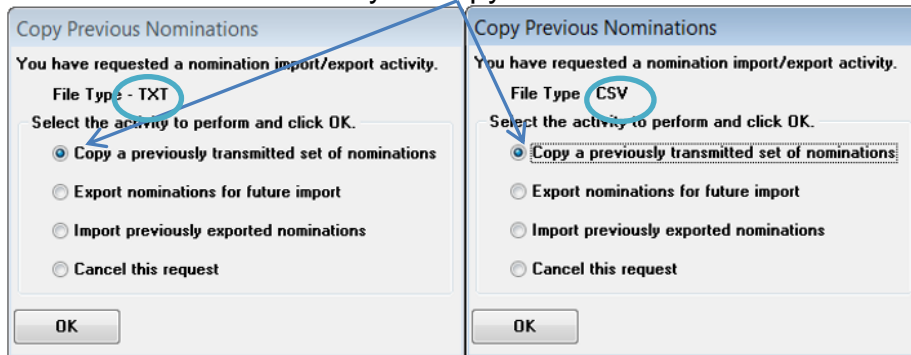 Copy Previous Nominations
You have requested a nomination import/export activity.
File Type - TXT
Select the activity to perform and click OK.
Copy a previously transmitted set of nominations
Export nominations for future import
Import previously exported nominations
Cancel this request
OK
Copy Previous Nominations
You have requested a nomination import/export activity.
File Type CSV
Select the activity to perform and click OK.
Copy a previously transmitted set of nominations
Export nominations for future import
Import previously exported nominations
Cancel this request
OK